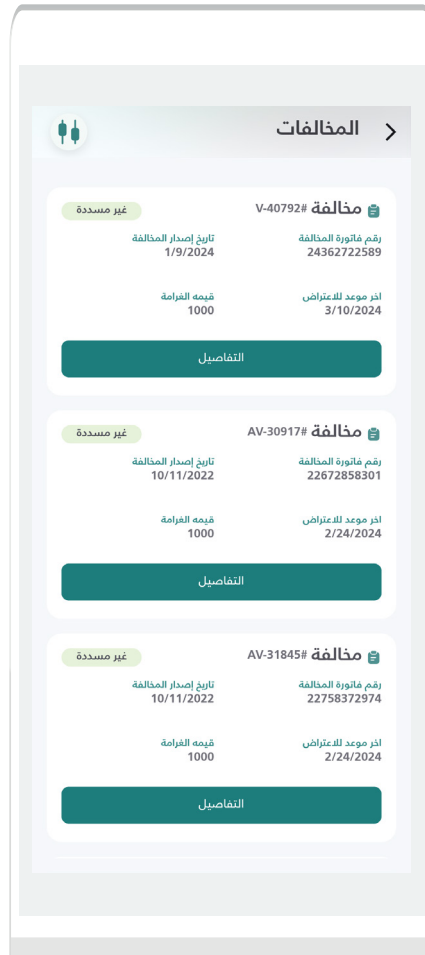 المخالفات
مخالفة #V-40792
غير مسددة
رقم فاتورة المخالفة
تاريخ إصدار المخالفة
24362722589
1/9/2024
اخر موعد للاعتراض
قيمه الغرامة
3/10/2024
1000
التفاصيل
مخالفة #AV-30917
غير مسددة
رقم فاتورة المخالفة
تاريخ إصدار المخالفة
22672858301
10/11/2022
اخر موعد للاعتراض
قيمه الغرامة
2/24/2024
1000
التفاصيل
مخالفة #AV-31845
غير مسددة
رقم فاتورة المخالفة
تاريخ إصدار المخالفة
22758372974
10/11/2022
اخر موعد للاعتراض
قيمه الغرامة
2/24/2024
1000
التفاصيل